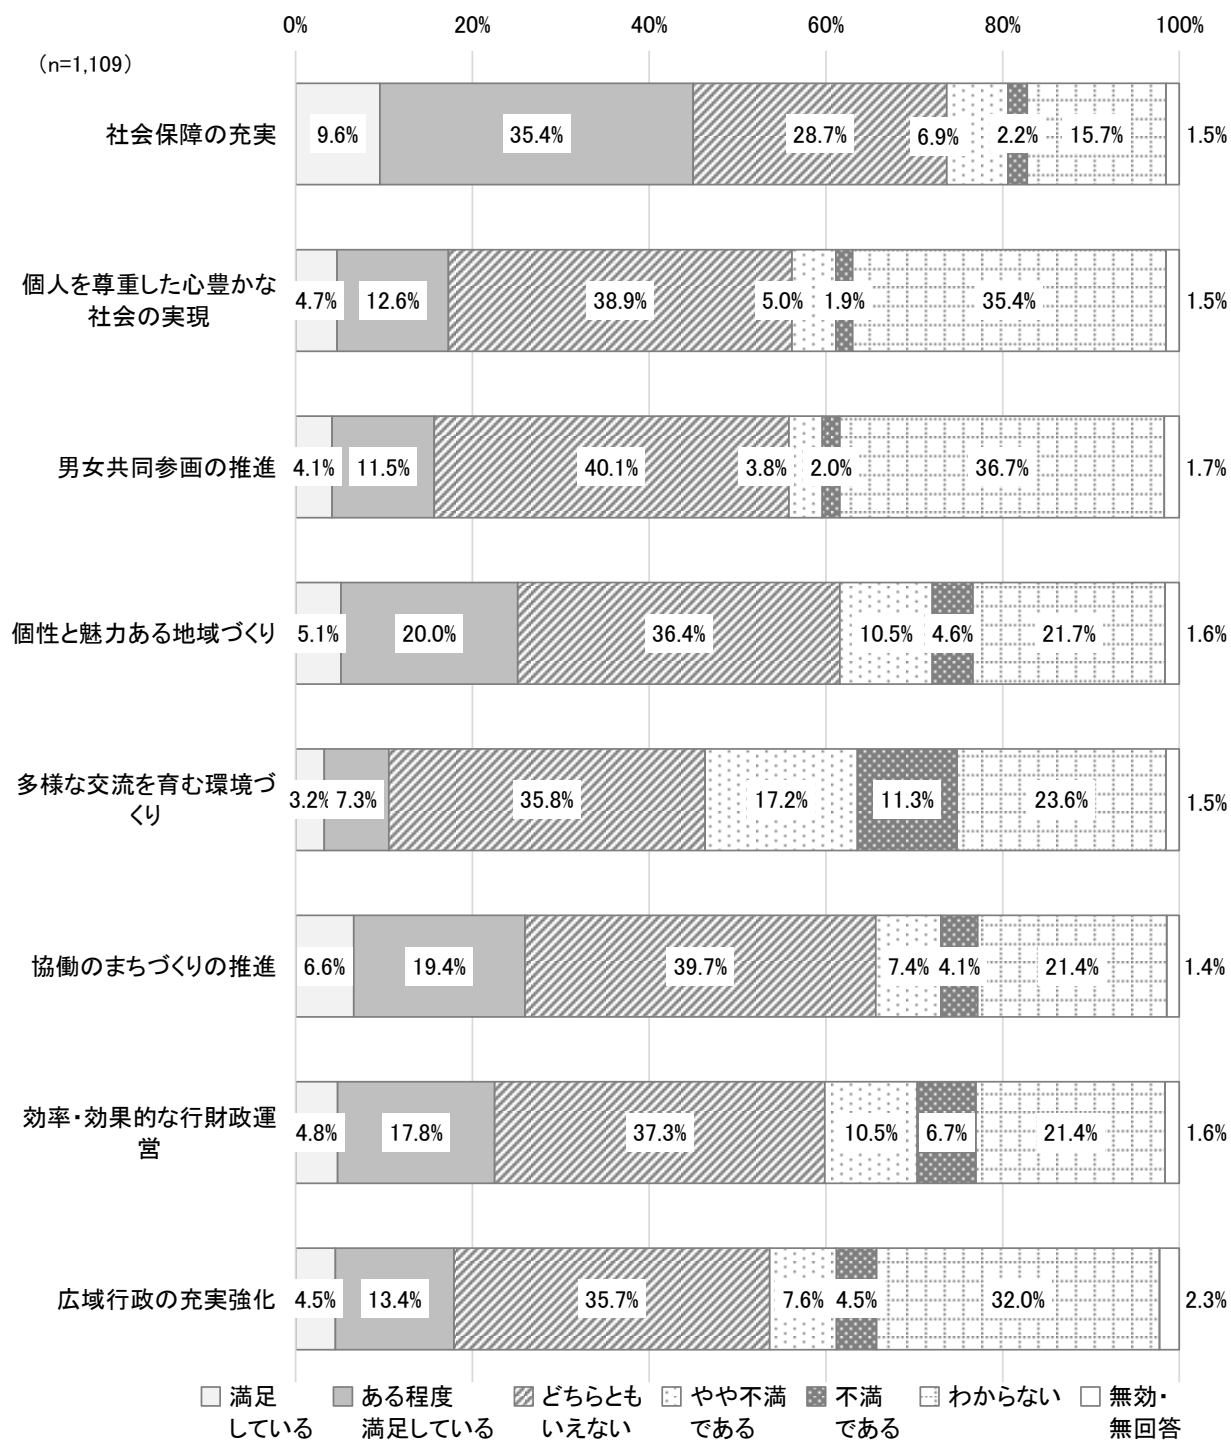 0% 20% 40% 60% 80% 100%
（n=1,109）
社会保障の充実
9.6% 35.4% 28.7% 6.9% 2.2% 15.7% 1.5%
個人を尊重した心豊かな
社会の実現
4.7% 12.6% 38.9% 5.0% 1.9% 35.4% 1.5%
男女共同参画の推進
4.1% 11.5% 40.1% 3.8% 2.0% 36.7% 1.7%
個性と魅力ある地域づくり
5.1% 20.0% 36.4% 10.5% 4.6% 21.7% 1.6%
多様な交流を育む環境づ
くり
3.2% 7.3% 35.8% 17.2% 11.3% 23.6% 1.5%
協働のまちづくりの推進
6.6% 19.4% 39.7% 7.4% 4.1% 21.4% 1.4%
効率・効果的な行財政運
営
4.8% 17.8% 37.3% 10.5% 6.7% 21.4% 1.6%
広域行政の充実強化
4.5% 13.4% 35.7% 7.6% 4.5% 32.0% 2.3%
満足
している
ある程度
満足している
どちらとも
いえない
やや不満
である
不満
である
わからない
無効・
無回答